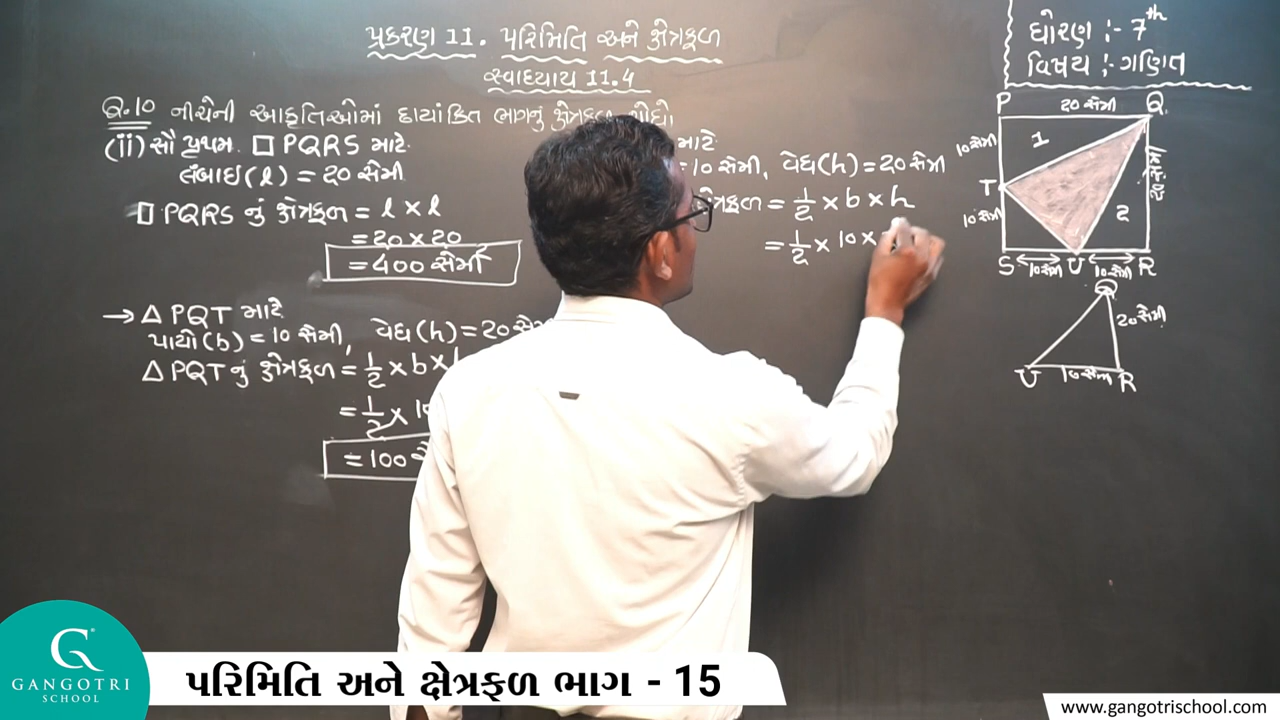 પ્રકરણ 11. પરિમિતિ અને ક્ષેત્રફળ
સ્વાધ્યાય 11.4
ધોરણ :- 7th
વિષય :- ગણિત
Q.10 નીચેની આકૃતિઓમાં છાયાંકિત ભાગનું ક્ષેત્રફળ શોધો
(ii) સૌ પ્રથમ □ PQRS માટે
લંબાઈ (l) = 20 સેમી
□ PQRS નું ક્ષેત્રફળ = l × l
= 20 × 20
= 400 સેમી²
→ △ PQT માટે
પાયો (b) = 10 સેમી, વેધ (h) = 20 સેમી
△ PQT નું ક્ષેત્રફળ = 1/2 × b × h
= 1/2 × 10
= 100
માટે
= 10 સેમી, વેધ (h) = 20 સેમી
= 1/2 × b × h
= 1/2 × 10 ×
P 20 સેમી Q
10 સેમી 1
T 20 સેમી
10 સેમી 2
S 10 સેમી U 10 સેમી R
Q
20 સેમી
U 10 સેમી R
G
GANGOTRI
SCHOOL
પરિમિતિ અને ક્ષેત્રફળ ભાગ - 15
www.gangotrischool.com